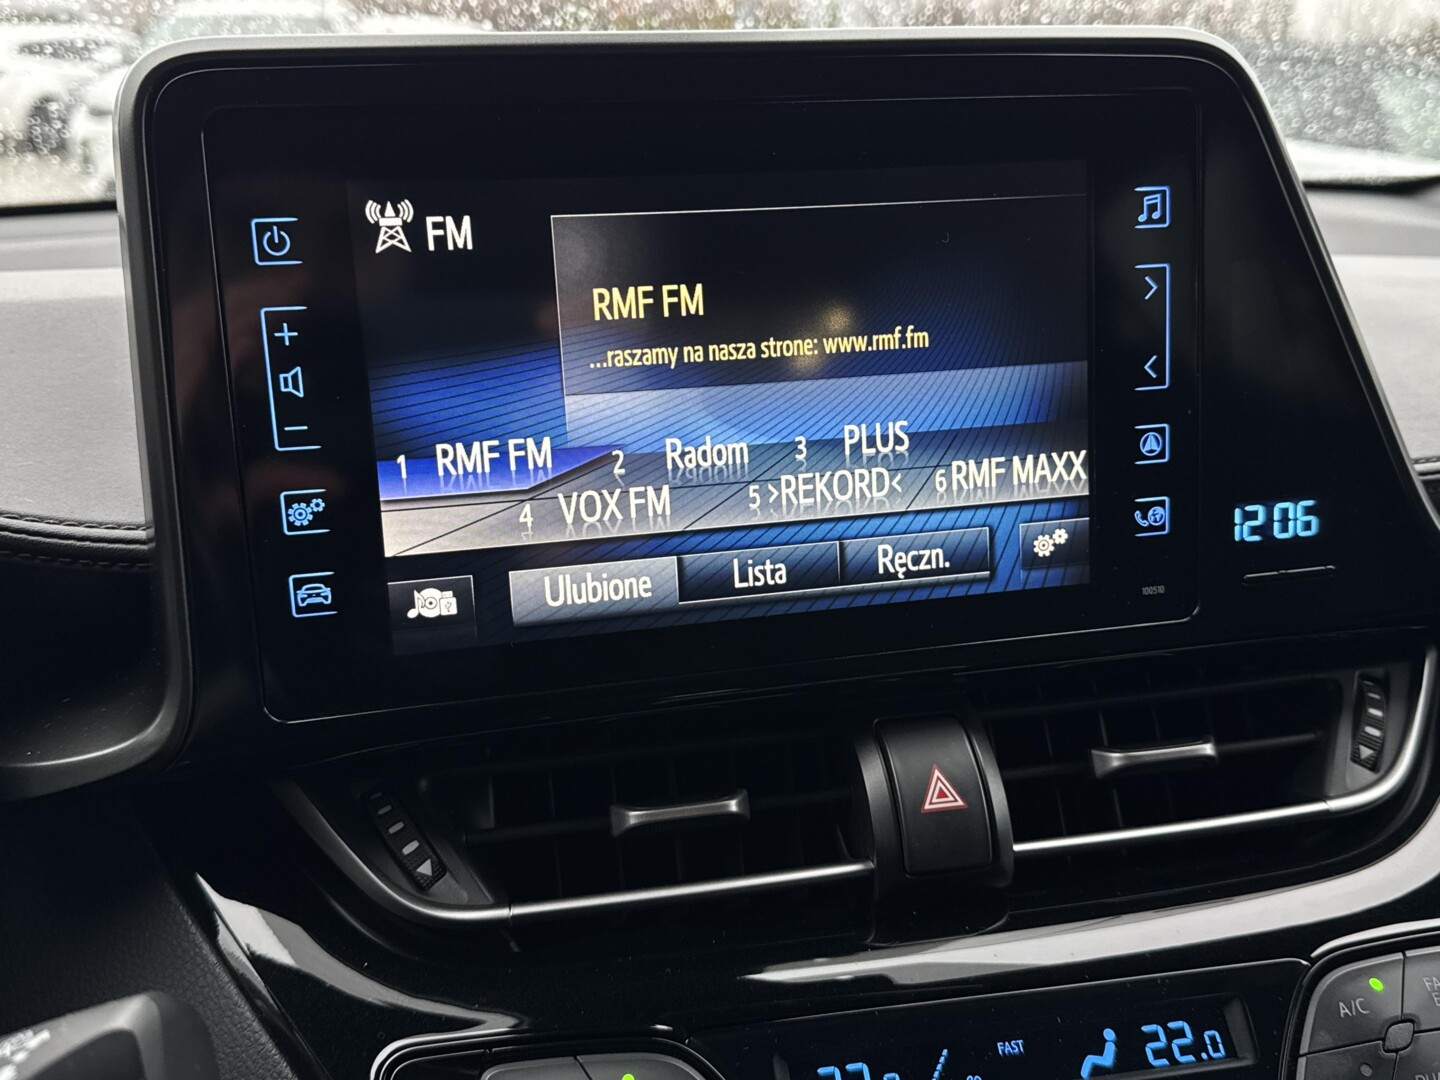 FM
RMF FM
...raszamy na nasza strone: www.rmf.fm
1 RMF FM
2 Radom
3 PLUS
4 VOX FM
5 >REKORD<
6 RMF MAXX
Ulubione
Lista
Ręczn.
100510
12 06
A/C
FAST
22.0